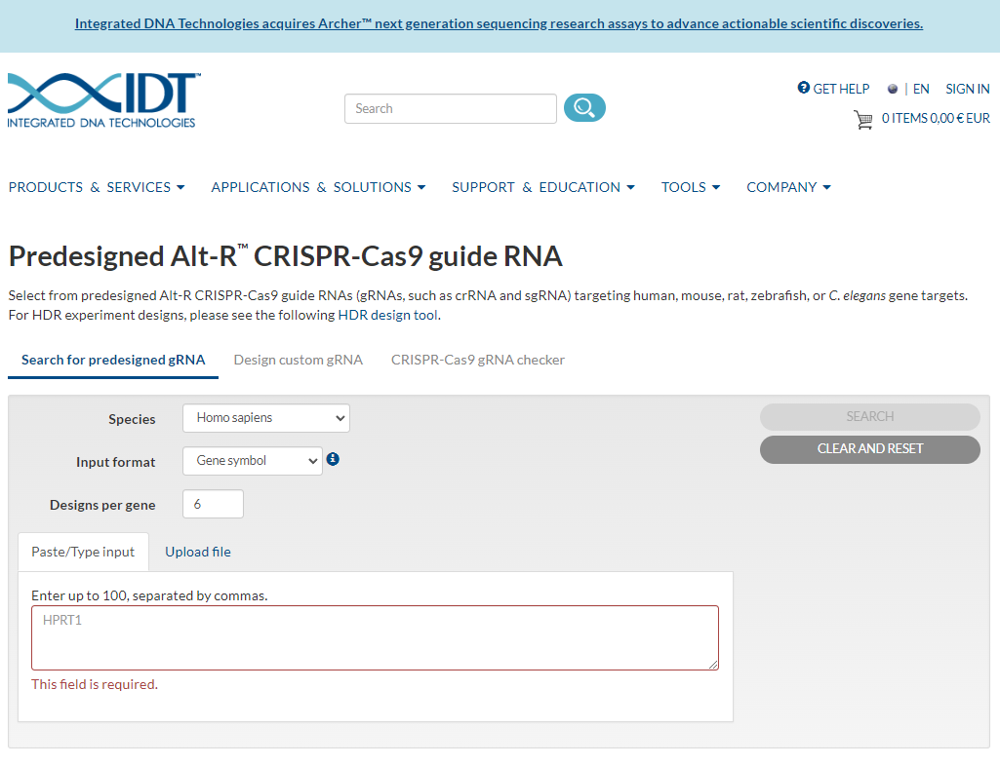 Integrated DNA Technologies acquires Archer™ next generation sequencing research assays to advance actionable scientific discoveries.
IDT™
INTEGRATED DNA TECHNOLOGIES
Search
GET HELP | EN SIGN IN
0 ITEMS 0,00 € EUR
PRODUCTS & SERVICES APPLICATIONS & SOLUTIONS SUPPORT & EDUCATION TOOLS COMPANY
Predesigned Alt-R™ CRISPR-Cas9 guide RNA
Select from predesigned Alt-R CRISPR-Cas9 guide RNAs (gRNAs, such as crRNA and sgRNA) targeting human, mouse, rat, zebrafish, or C. elegans gene targets.
For HDR experiment designs, please see the following HDR design tool.
Search for predesigned gRNA Design custom gRNA CRISPR-Cas9 gRNA checker
Species Homo sapiens SEARCH
CLEAR AND RESET
Input format Gene symbol
Designs per gene 6
Paste/Type input Upload file
Enter up to 100, separated by commas.
HPRT1
This field is required.